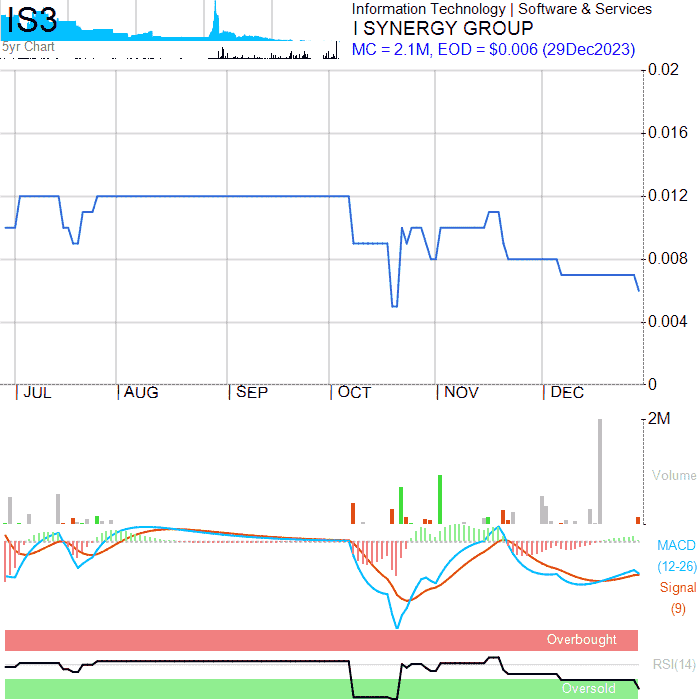 IS3
5yr Chart
Information Technology | Software & Services
I SYNERGY GROUP
MC = 2.1M, EOD = $0.006 (29Dec2023)
0.02
0.016
0.012
0.008
0.004
0
JUL AUG SEP OCT NOV DEC
2M
Volume
MACD
(12-26)
Signal
(9)
Overbought
RSI(14)
Oversold